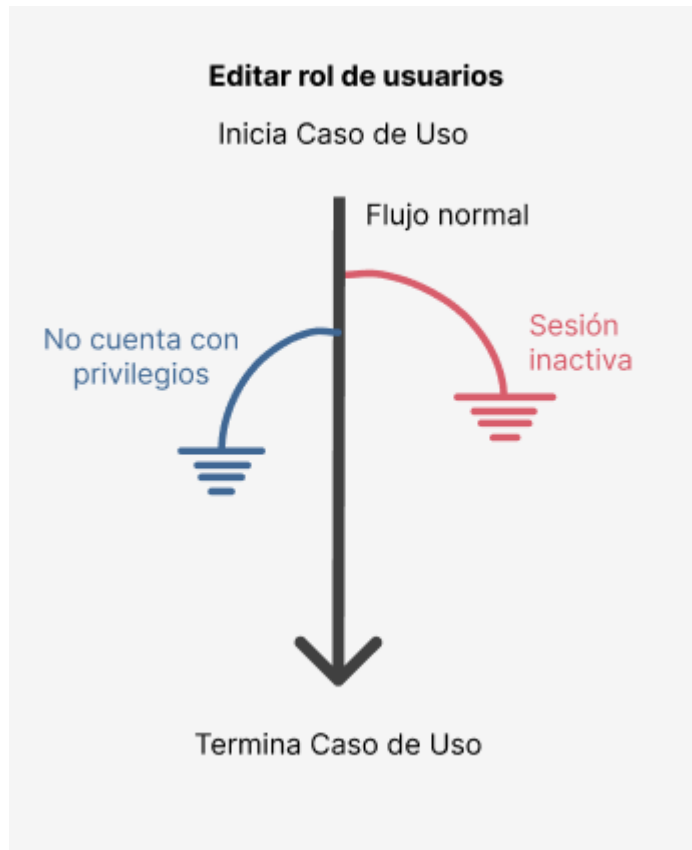 Editar rol de usuarios
Inicia Caso de Uso
Flujo normal
Sesión
inactiva
No cuenta con
privilegios
Termina Caso de Uso